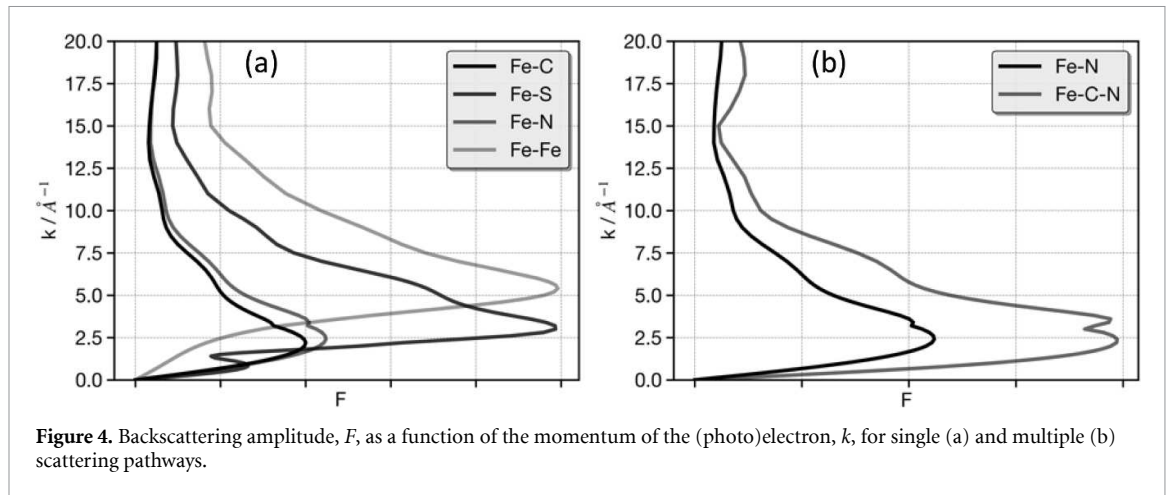 (a)
Fe-C
Fe-S
Fe-N
Fe-Fe
20.0
17.5
15.0
12.5
10.0
7.5
5.0
2.5
0.0
k / Å⁻¹
F
(b)
Fe-N
Fe-C-N
20.0
17.5
15.0
12.5
10.0
7.5
5.0
2.5
0.0
k / Å⁻¹
F
Figure 4. Backscattering amplitude, F, as a function of the momentum of the (photo)electron, k, for single (a) and multiple (b)
scattering pathways.